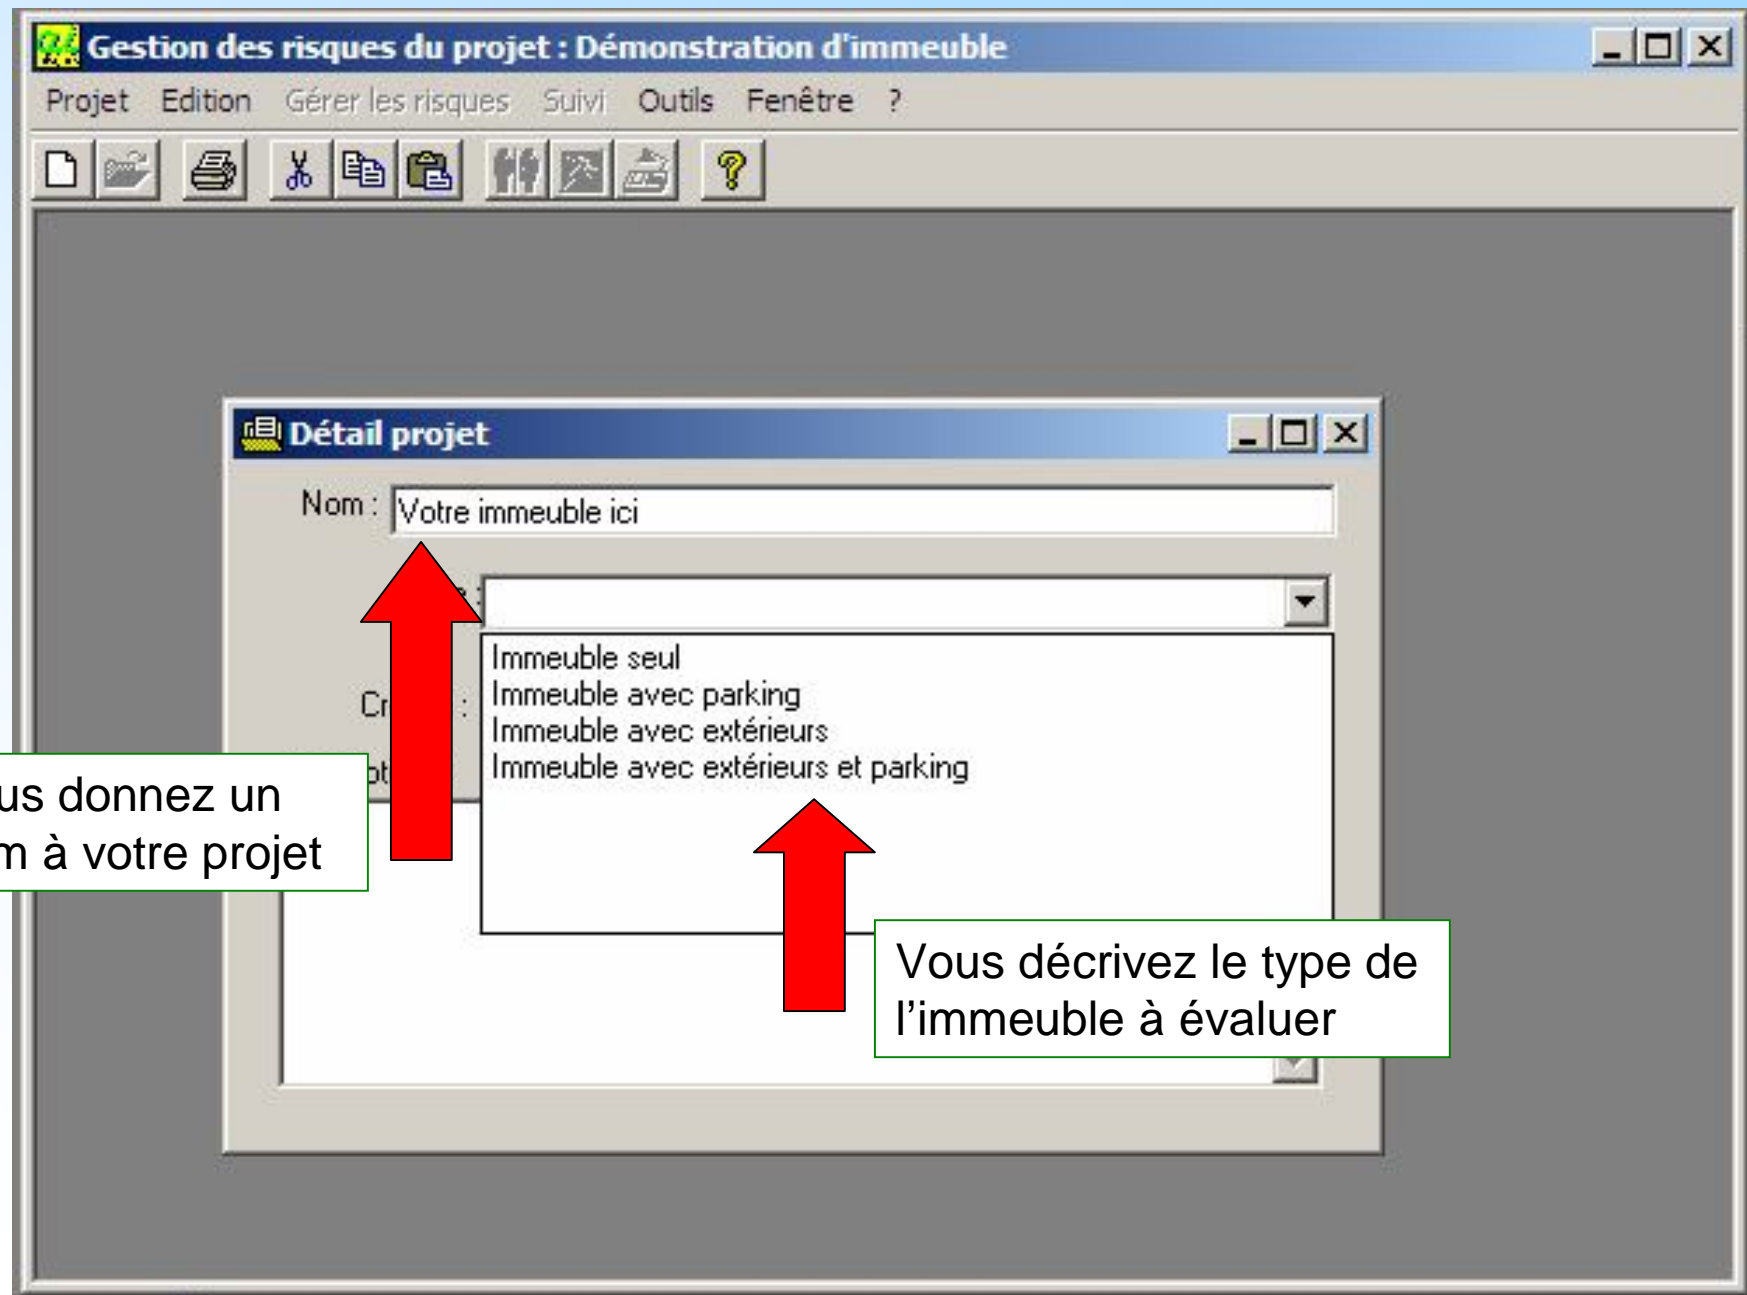 Gestion des risques du projet : Démonstration d'immeuble
Projet Edition Gérer les risques Suivi Outils Fenêtre ?
Détail projet
Nom : Votre immeuble ici
Immeuble seul
Immeuble avec parking
Immeuble avec extérieurs
Immeuble avec extérieurs et parking
donnez un
à votre projet
Vous décrivez le type de
l’immeuble à évaluer